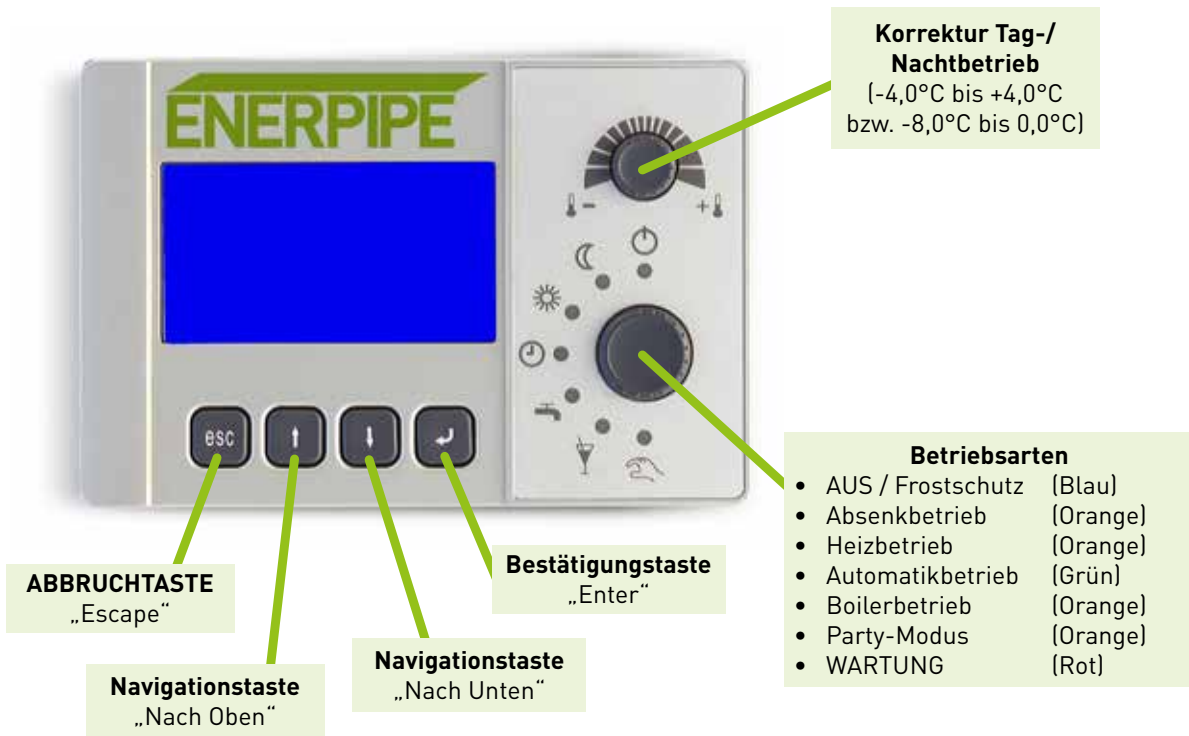 Korrektur Tag-/
Nachtbetrieb
(-4,0°C bis +4,0°C
bzw. -8,0°C bis 0,0°C)
ENERPIPE
esc
Betriebsarten
• AUS / Frostschutz (Blau)
• Absenkbetrieb (Orange)
• Heizbetrieb (Orange)
• Automatikbetrieb (Grün)
• Boilerbetrieb (Orange)
• Party-Modus (Orange)
• WARTUNG (Rot)
Bestätigungstaste
„Enter“
ABBRUCHTASTE
„Escape“
Navigationstaste
„Nach Unten“
Navigationstaste
„Nach Oben“